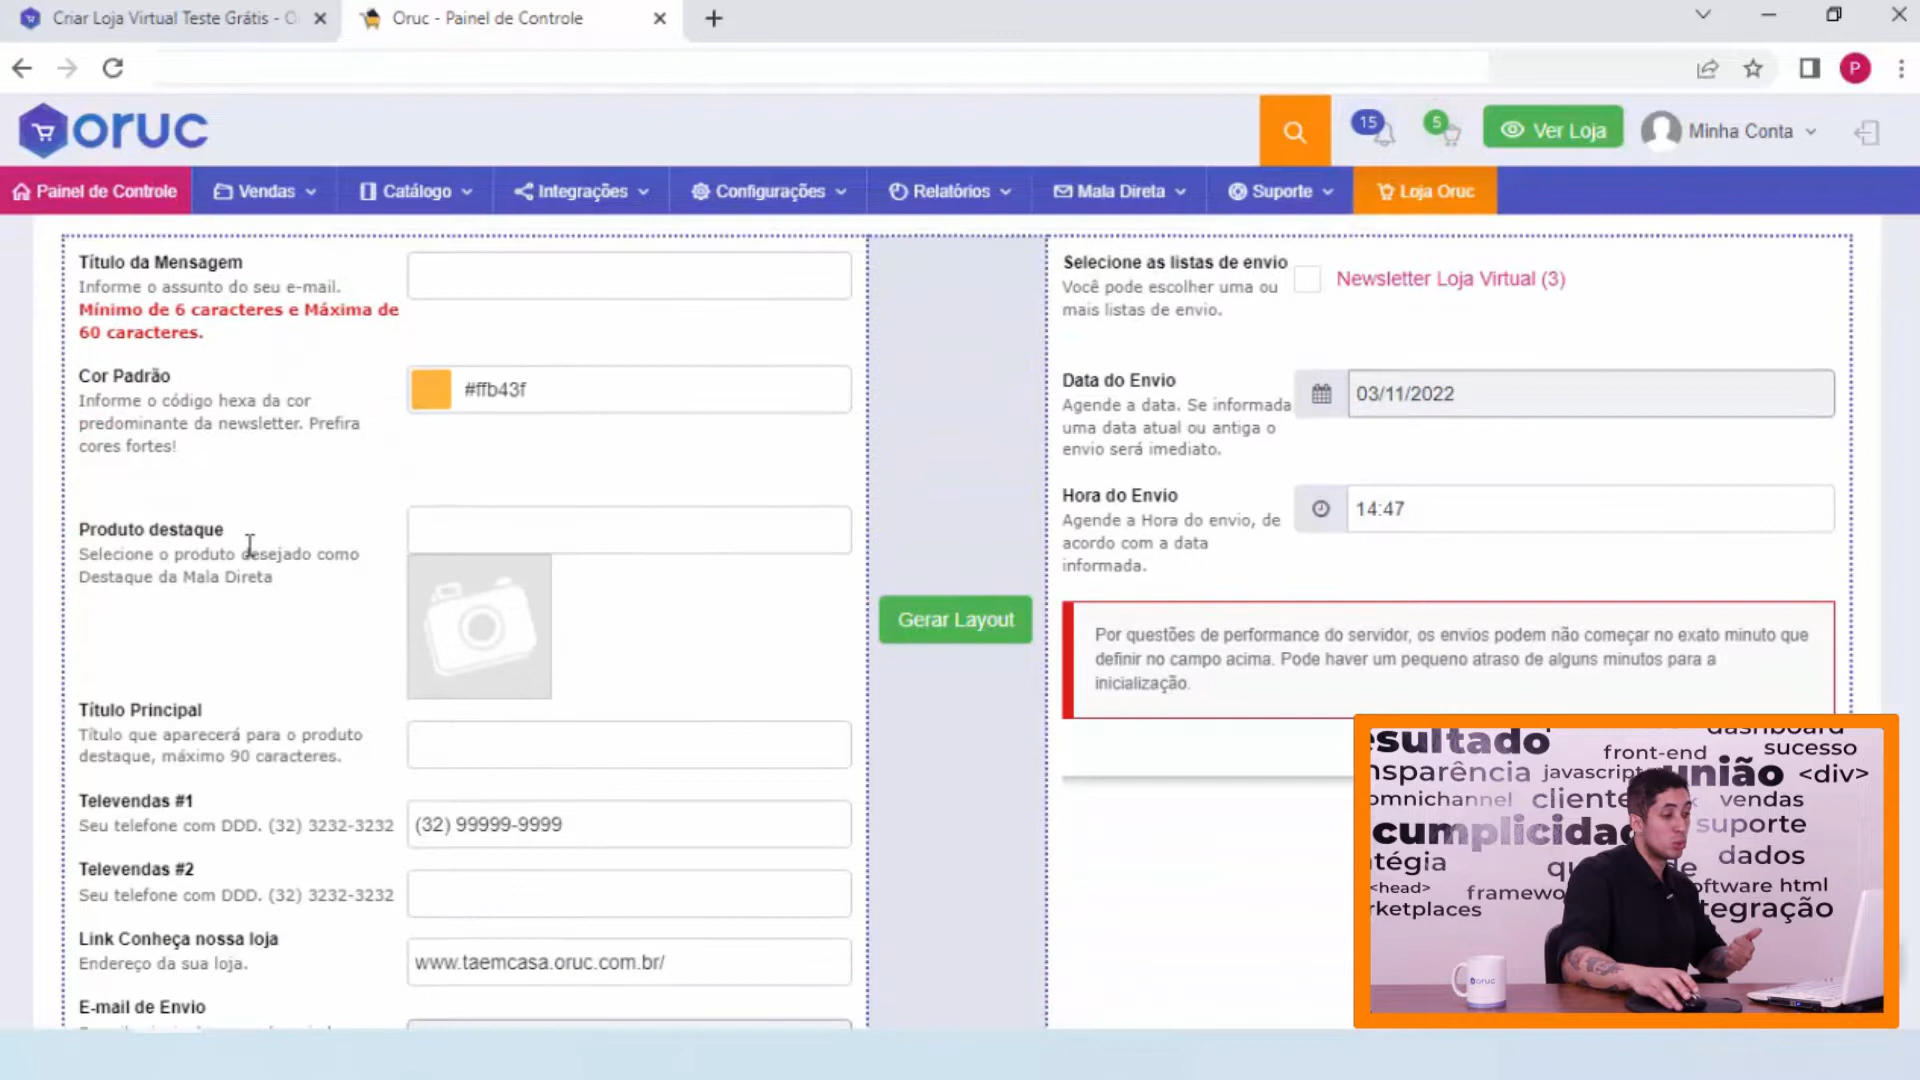 Criar Loja Virtual Teste Grátis - O
Oruc - Painel de Controle
P
oruc
15
5
Ver Loja
Minha Conta
Painel de Controle
Vendas
Catálogo
Integrações
Configurações
Relatórios
Mala Direta
Suporte
Loja Oruc
Título da Mensagem
Informe o assunto do seu e-mail.
Mínimo de 6 caracteres e Máxima de
60 caracteres.
Cor Padrão
Informe o código hexa da cor
predominante da newsletter. Prefira
cores fortes!
#ffb43f
Produto destaque
Selecione o produto desejado como
Destaque da Mala Direta
Título Principal
Título que aparecerá para o produto
destaque, máximo 90 caracteres.
Televendas #1
Seu telefone com DDD. (32) 3232-3232
(32) 99999-9999
Televendas #2
Seu telefone com DDD. (32) 3232-3232
Link Conheça nossa loja
Endereço da sua loja.
www.taemcasa.oruc.com.br/
E-mail de Envio
Gerar Layout
Selecione as listas de envio
Você pode escolher uma ou
mais listas de envio.
Newsletter Loja Virtual (3)
Data do Envio
Agende a data. Se informada
uma data atual ou antiga o
envio será imediato.
03/11/2022
Hora do Envio
Agende a Hora do envio, de
acordo com a data
informada.
14:47
Por questões de performance do servidor, os envios podem não começar no exato minuto que
definir no campo acima. Pode haver um pequeno atraso de alguns minutos para a
inicialização.
esultado
dashboard
front-end
sucesso
nsparência
javascript
união
<div>
omnichannel
cliente
vendas
cumplicidad
suporte
atégia
dados
<head>
framewo
oftware html
rketplaces
tegração
oruc